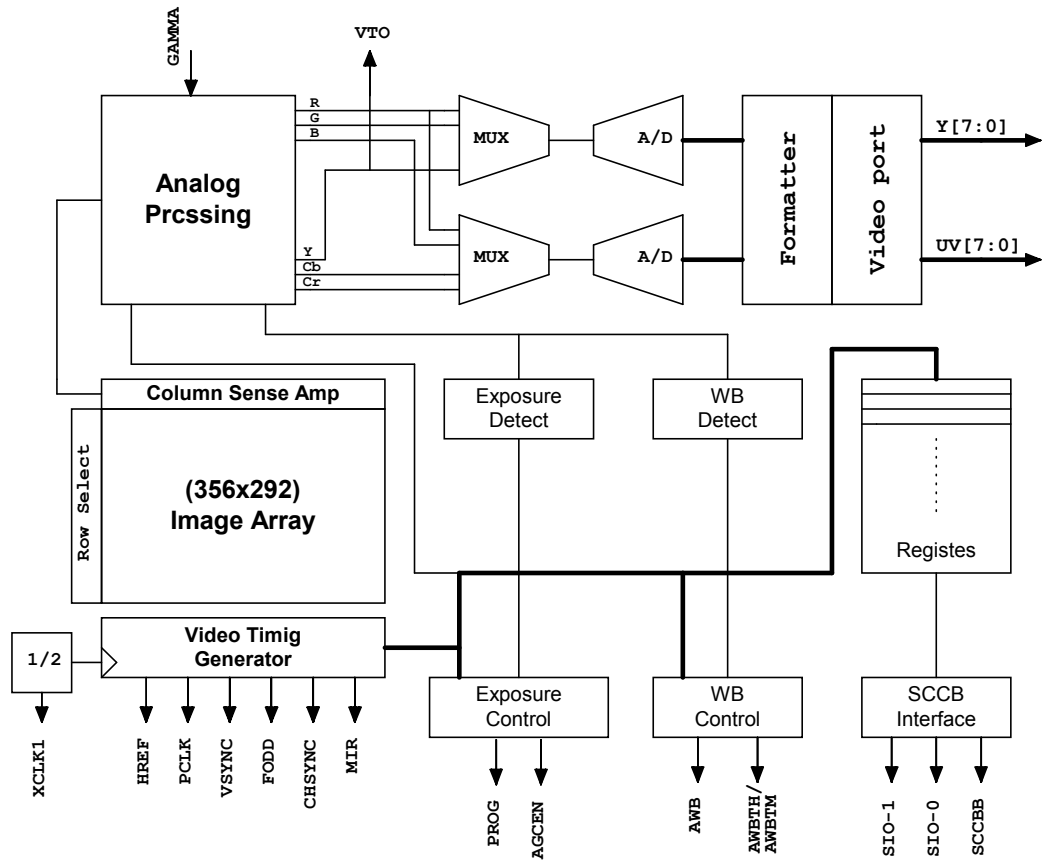 GAMMA
VTO
Analog
Prcssing
R
G
B
Y
Cb
Cr
MUX
A/D
MUX
A/D
Formatter
Video port
Y[7:0]
UV[7:0]
Column Sense Amp
Row Select
(356x292)
Image Array
Exposure
Detect
WB
Detect
Registes
1/2
Video Timig
Generator
Exposure
Control
WB
Control
SCCB
Interface
XCLK1
HREF
PCLK
VSYNC
FODD
CHSYNC
MIR
PROG
AGCEN
AWB
AWBTH/
AWBTM
SIO-1
SIO-0
SCCBB